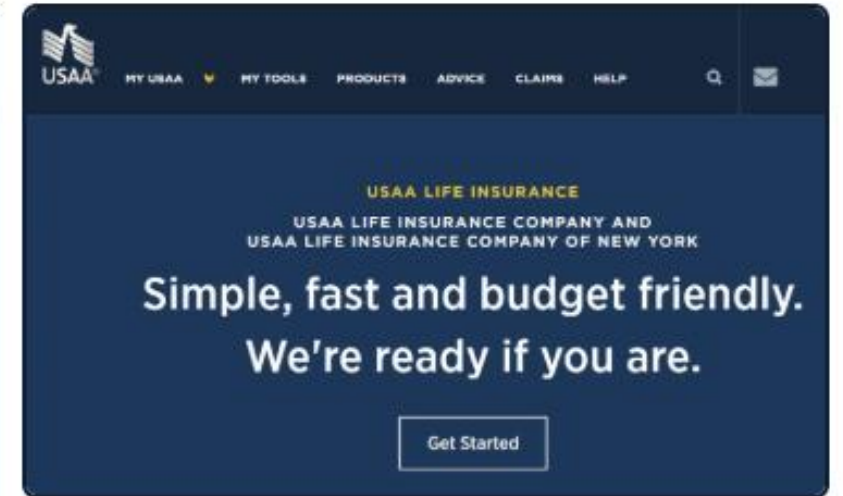 USAA®
MY USAA MY TOOLS PRODUCTS ADVICE CLAIMS HELP
USAA LIFE INSURANCE
USAA LIFE INSURANCE COMPANY AND
USAA LIFE INSURANCE COMPANY OF NEW YORK
Simple, fast and budget friendly.
We're ready if you are.
Get Started